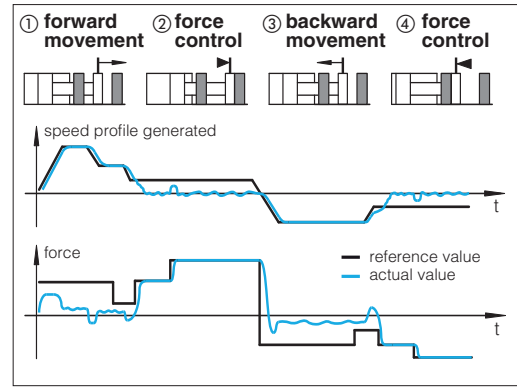 ① forward movement
② force control
③ backward movement
④ force control
speed profile generated
t
force
reference value
actual value
t